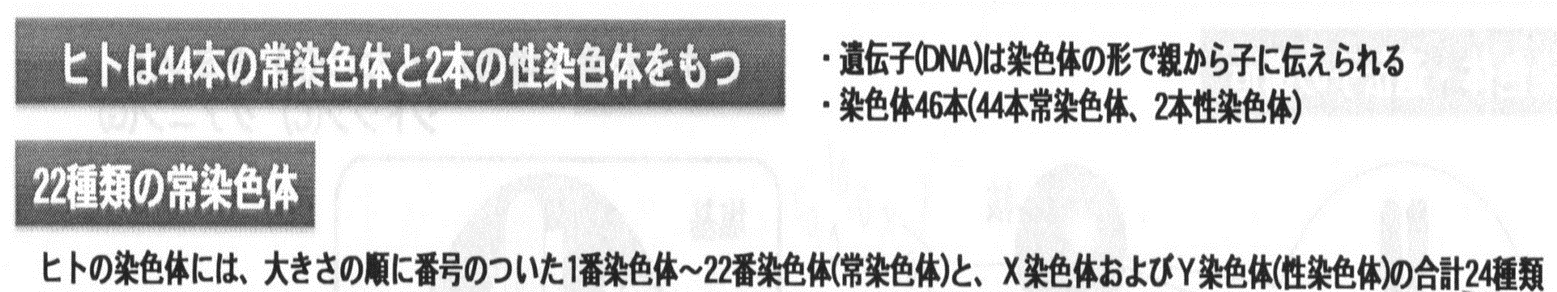 ヒトは44本の常染色体と2本の性染色体をもつ
・遺伝子(DNA)は染色体の形で親から子に伝えられる
・染色体46本(44本常染色体、2本性染色体)
22種類の常染色体
ヒトの染色体には、大きさの順に番号のついた1番染色体～22番染色体(常染色体)と、X染色体およびY染色体(性染色体)の合計24種類